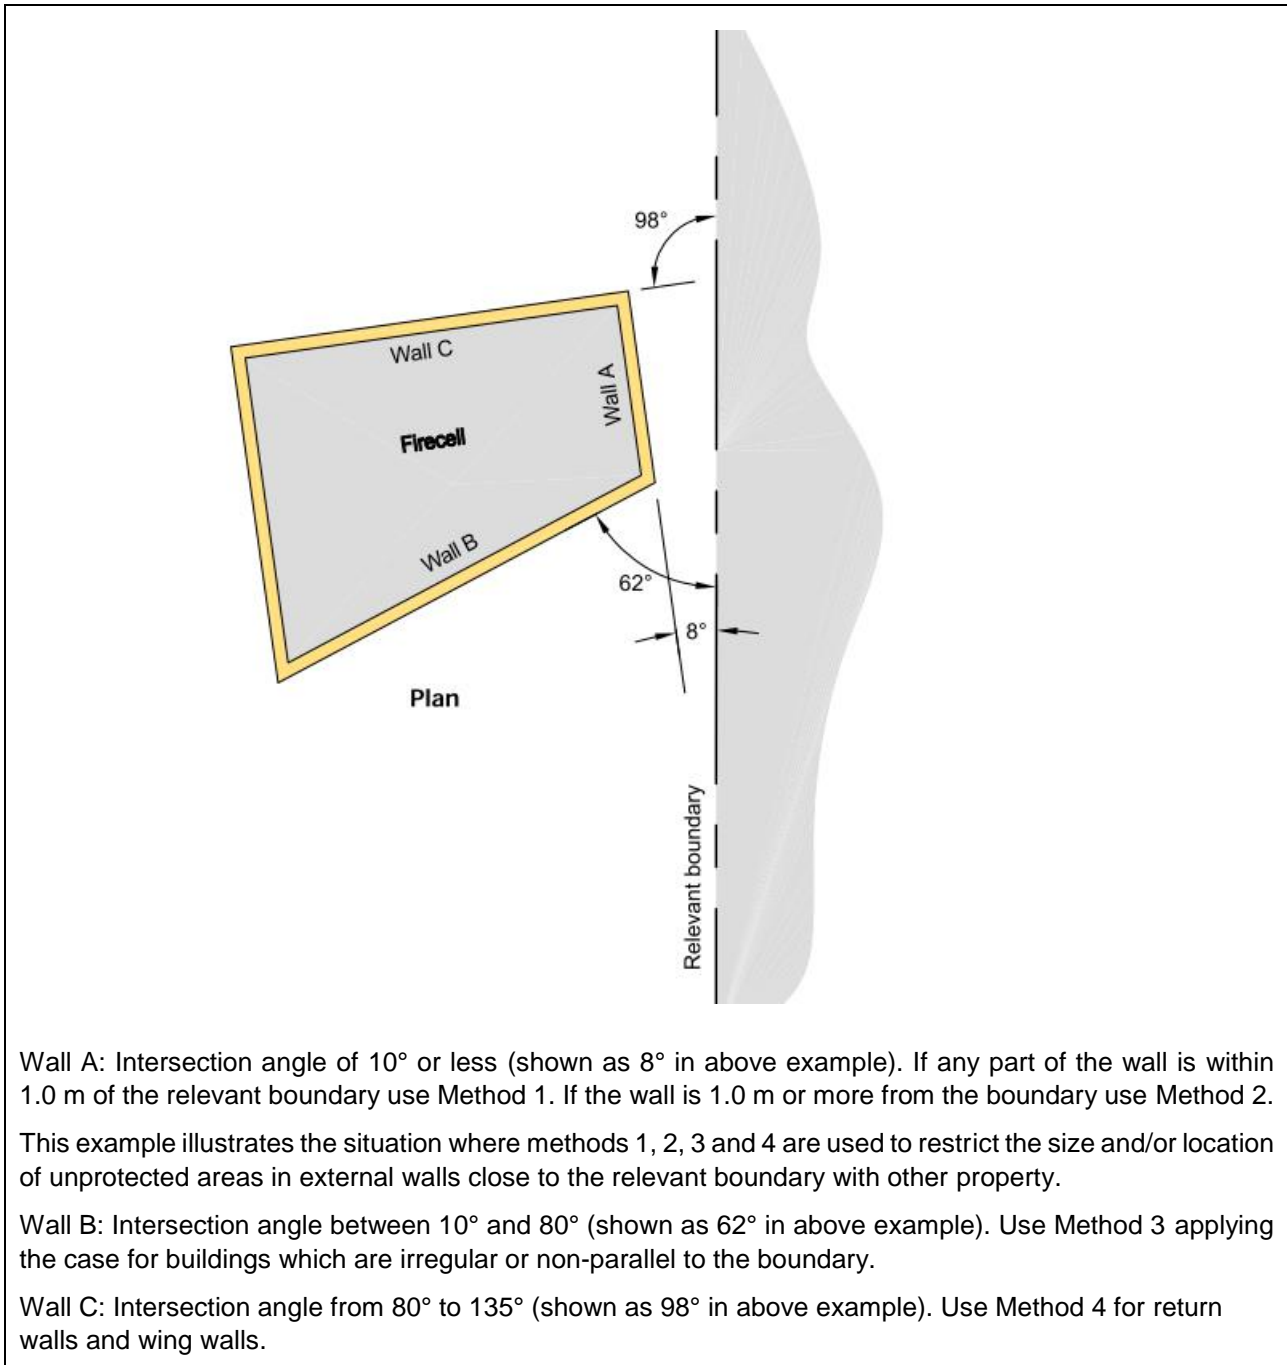 98°
Wall C
Wall A
Firecell
Wall B
62°
8°
Plan
Relevant boundary
Wall A: Intersection angle of 10° or less (shown as 8° in above example). If any part of the wall is within
1.0 m of the relevant boundary use Method 1. If the wall is 1.0 m or more from the boundary use Method 2.
This example illustrates the situation where methods 1, 2, 3 and 4 are used to restrict the size and/or location
of unprotected areas in external walls close to the relevant boundary with other property.
Wall B: Intersection angle between 10° and 80° (shown as 62° in above example). Use Method 3 applying
the case for buildings which are irregular or non-parallel to the boundary.
Wall C: Intersection angle from 80° to 135° (shown as 98° in above example). Use Method 4 for return
walls and wing walls.